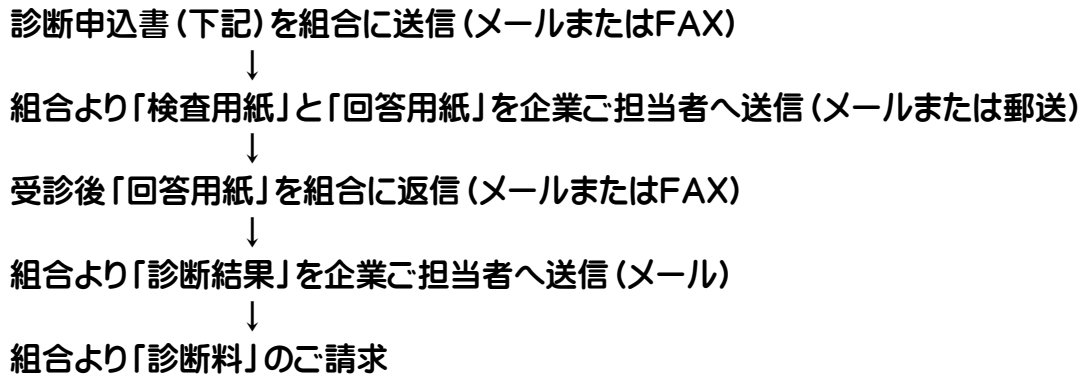 診断申込書（下記）を組合に送信（メールまたはFAX）
↓
組合より「検査用紙」と「回答用紙」を企業ご担当者へ送信（メールまたは郵送）
↓
受診後「回答用紙」を組合に返信（メールまたはFAX）
↓
組合より「診断結果」を企業ご担当者へ送信（メール）
↓
組合より「診断料」のご請求